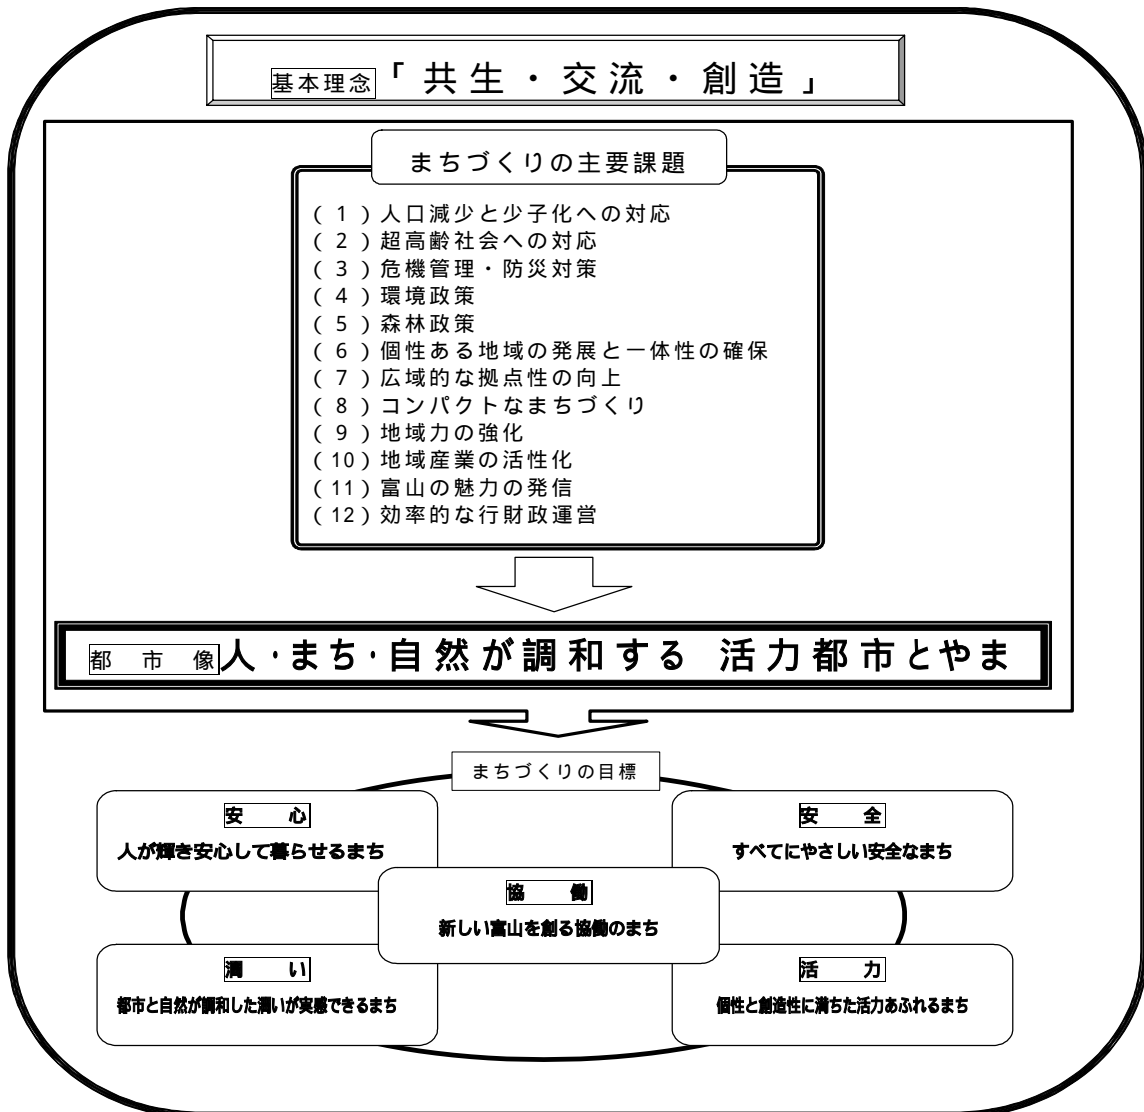 基本理念「共生・交流・創造」
まちづくりの主要課題
(1)人口減少と少子化への対応
(2)超高齢社会への対応
(3)危機管理・防災対策
(4)環境政策
(5)森林政策
(6)個性ある地域の発展と一体性の確保
(7)広域的な拠点性の向上
(8)コンパクトなまちづくり
(9)地域力の強化
(10)地域産業の活性化
(11)富山の魅力の発信
(12)効率的な行財政運営
都市像 人・まち・自然が調和する 活力都市とやま
まちづくりの目標
安心
人が輝き安心して暮らせるまち
安全
すべてにやさしい安全なまち
協働
新しい富山を創る協働のまち
潤い
都市と自然が調和した潤いが実感できるまち
活力
個性と創造性に満ちた活力あふれるまち